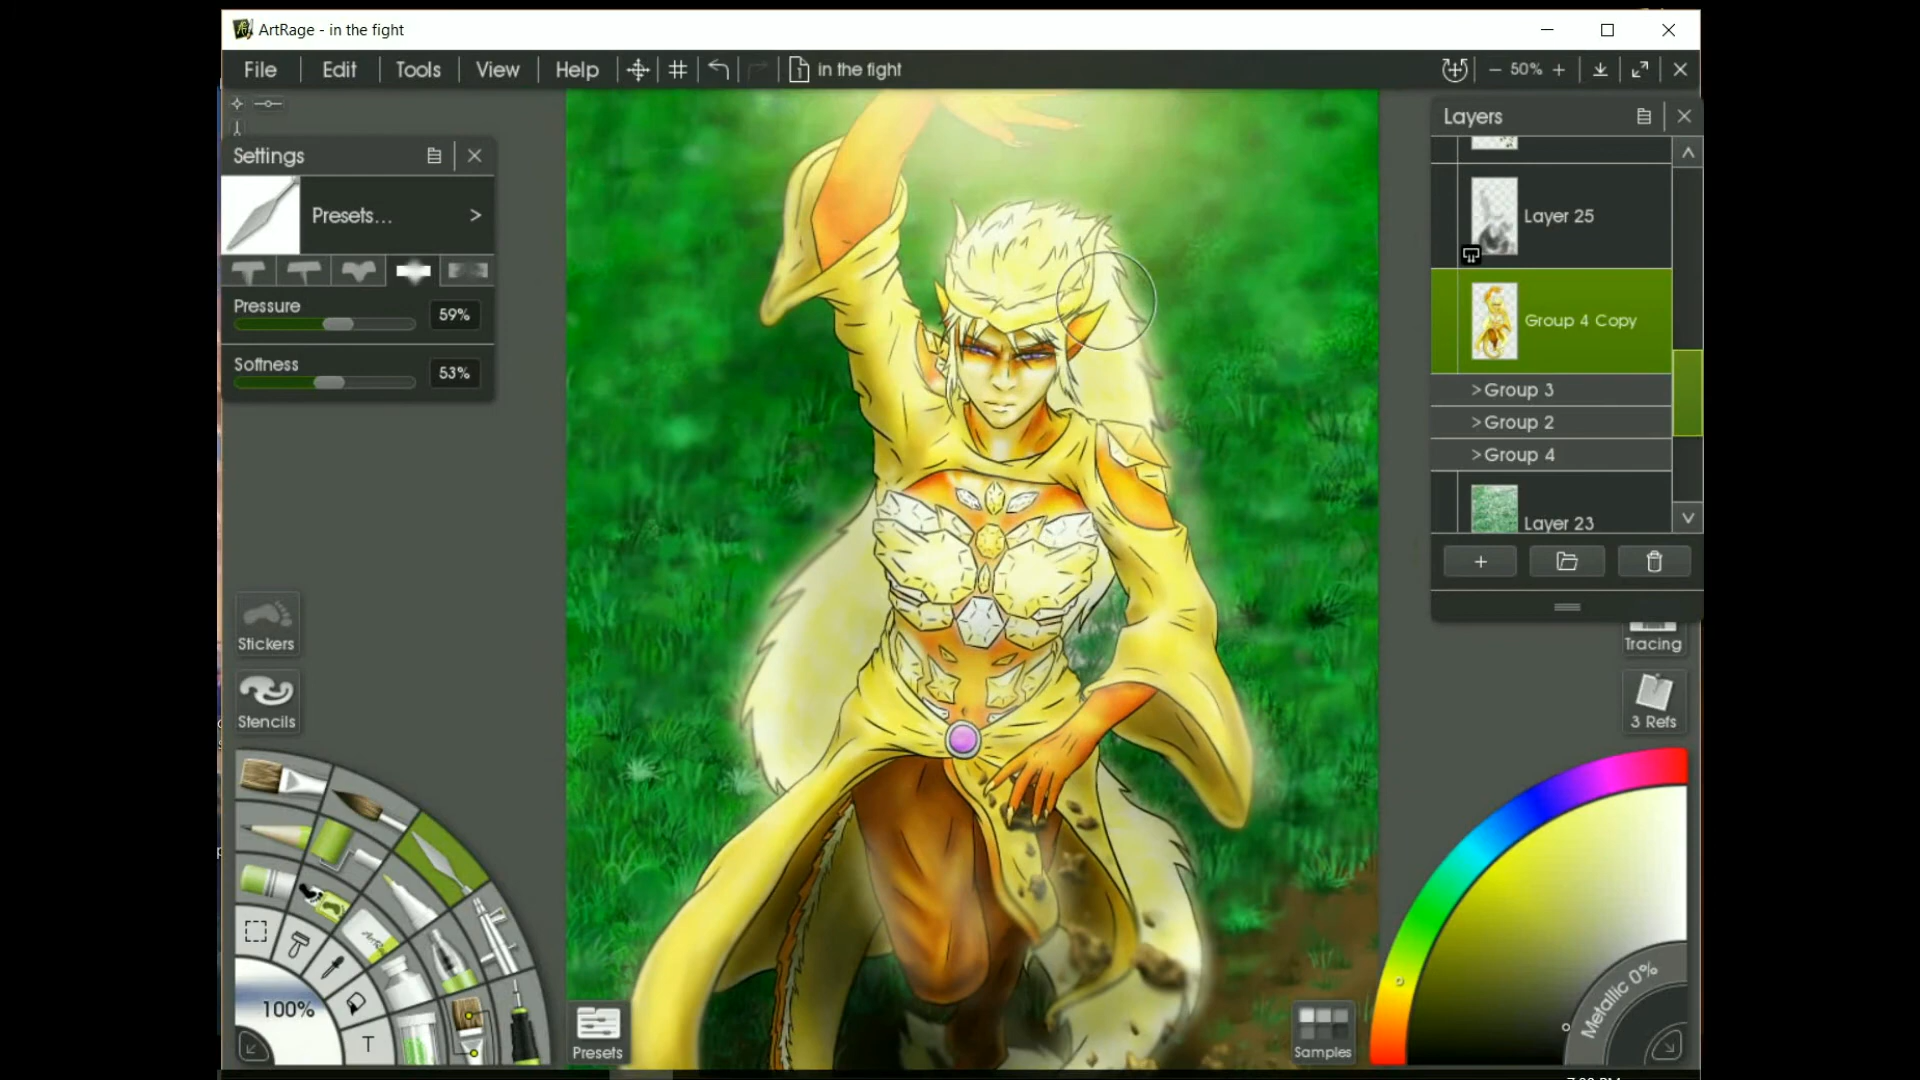 ArtRage - in the fight
File Edit Tools View Help in the fight 50%
Settings
Presets...
Pressure
59%
Softness
53%
Layers
Layer 25
Group 4 Copy
>Group 3
>Group 2
>Group 4
Layer 23
Stickers
Stencils
Tracing
3 Refs
100%
T
Presets
Samples
Metallic 0%